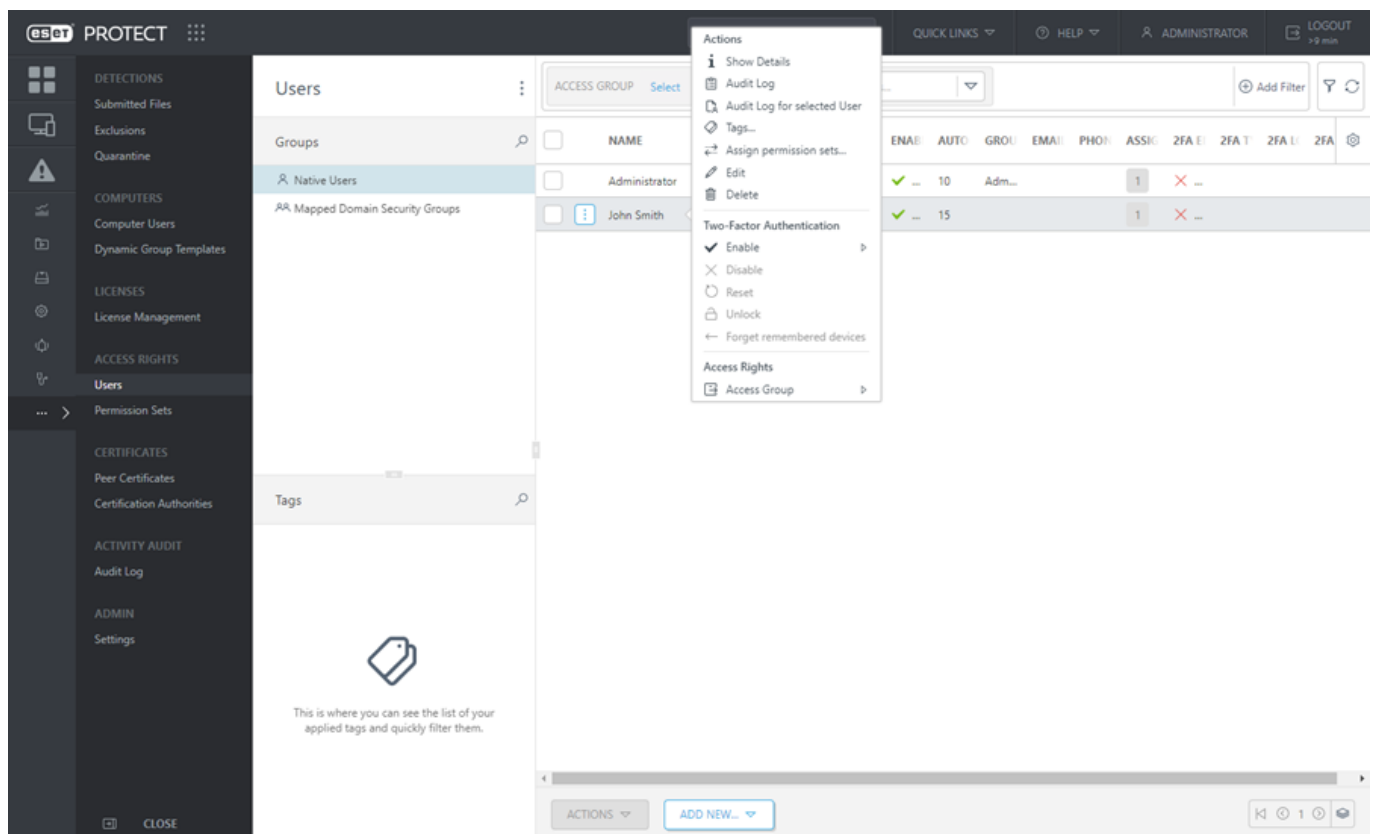 eset PROTECT
QUICK LINKS
HELP
ADMINISTRATOR
LOGOUT
>9 min
DETECTIONS
Submitted Files
Exclusions
Quarantine
COMPUTERS
Computer Users
Dynamic Group Templates
LICENSES
License Management
ACCESS RIGHTS
Users
Permission Sets
CERTIFICATES
Peer Certificates
Certification Authorities
ACTIVITY AUDIT
Audit Log
ADMIN
Settings
CLOSE
Users
Groups
Native Users
Mapped Domain Security Groups
Tags
This is where you can see the list of your
applied tags and quickly filter them.
ACCESS GROUP Select
Add Filter
NAME ENAB AUTO GROU EMAI PHON ASSIG 2FA E 2FA T 2FA L 2FA
Administrator ... 10 Adm... 1 ...
John Smith ... 15 1 ...
Actions
Show Details
Audit Log
Audit Log for selected User
Tags...
Assign permission sets...
Edit
Delete
Two-Factor Authentication
Enable
Disable
Reset
Unlock
Forget remembered devices
Access Rights
Access Group
ACTIONS
ADD NEW...
1